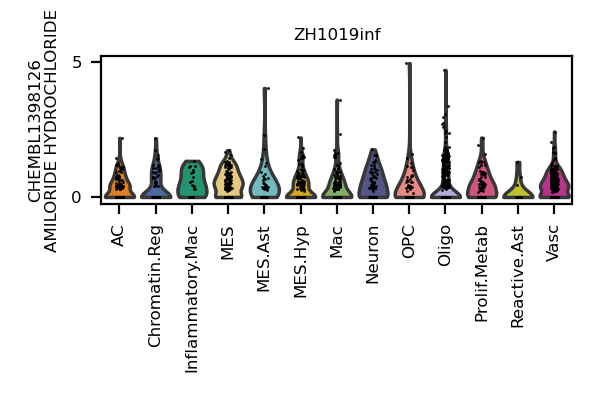 ZH1019inf
CHEMBL1398126
AMILORIDE HYDROCHLORIDE
5
0
AC
Chromatin.Reg
Inflammatory.Mac
MES
MES.Ast
MES.Hyp
Mac
Neuron
OPC
Oligo
Prolif.Metab
Reactive.Ast
Vasc